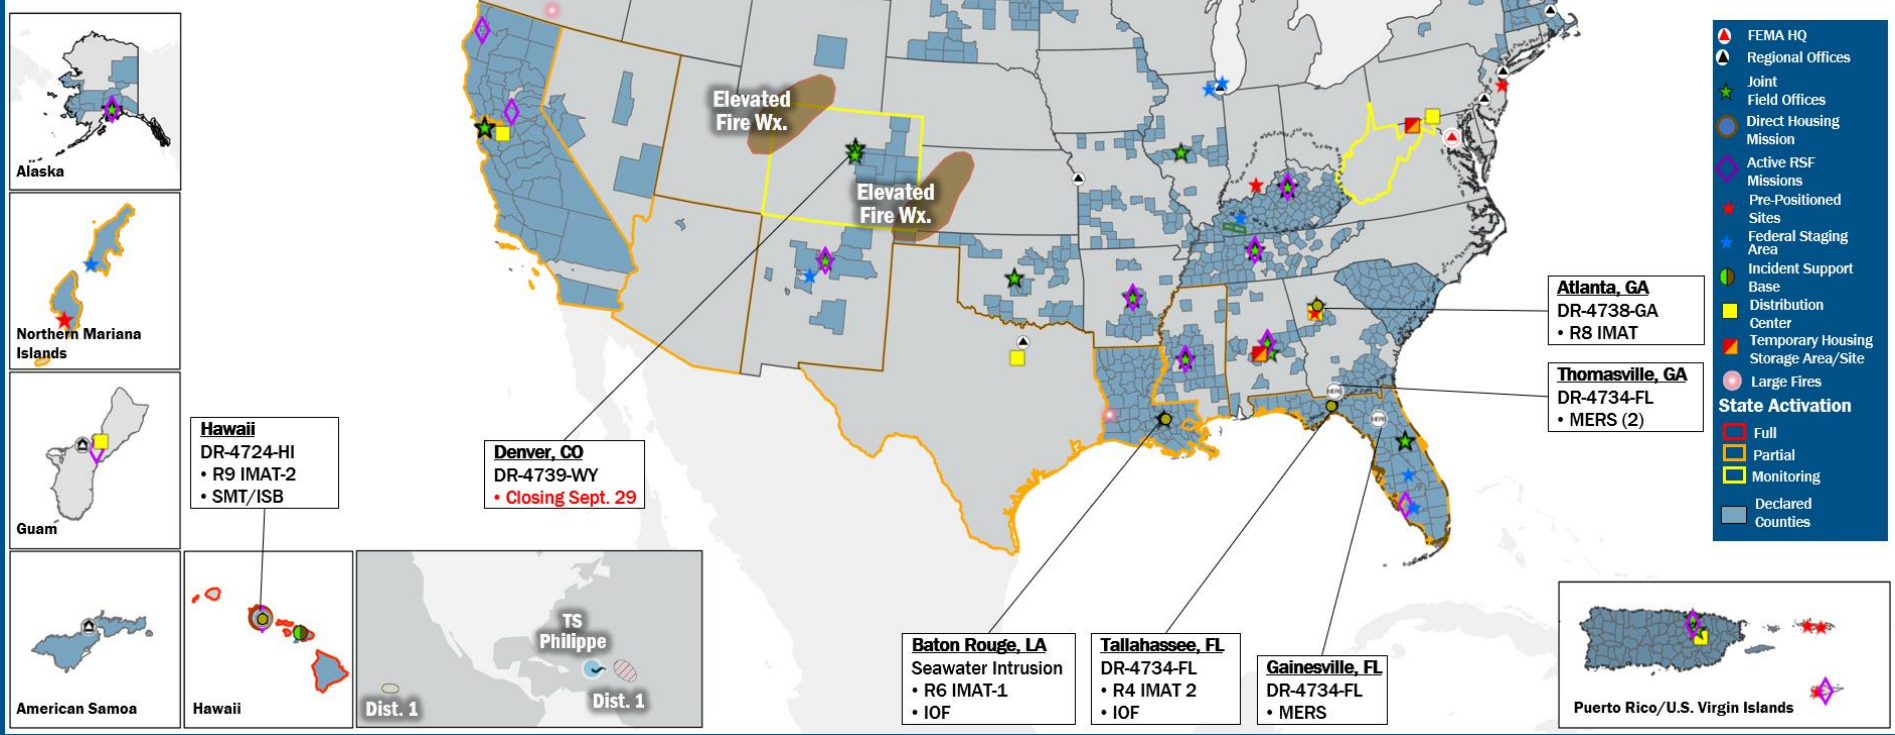 Alaska
Northern Mariana
Islands
Guam
American Samoa
Hawaii
Hawaii
DR-4724-HI
• R9 IMAT-2
• SMT/ISB
Elevated
Fire Wx.
Elevated
Fire Wx.
Denver, CO
DR-4739-WY
• Closing Sept. 29
TS
Philippe
Dist. 1
Dist. 1
Baton Rouge, LA
Seawater Intrusion
• R6 IMAT-1
• IOF
Tallahassee, FL
DR-4734-FL
• R4 IMAT 2
• IOF
Gainesville, FL
DR-4734-FL
• MERS
Atlanta, GA
DR-4738-GA
• R8 IMAT
Thomasville, GA
DR-4734-FL
• MERS (2)
MERS
MERS
FEMA HQ
Regional Offices
Joint
Field Offices
Direct Housing
Mission
Active RSF
Missions
Pre-Positioned
Sites
Federal Staging
Area
Incident Support
Base
Distribution
Center
Temporary Housing
Storage Area/Site
Large Fires
State Activation
Full
Partial
Monitoring
Declared
Counties
Puerto Rico/U.S. Virgin Islands